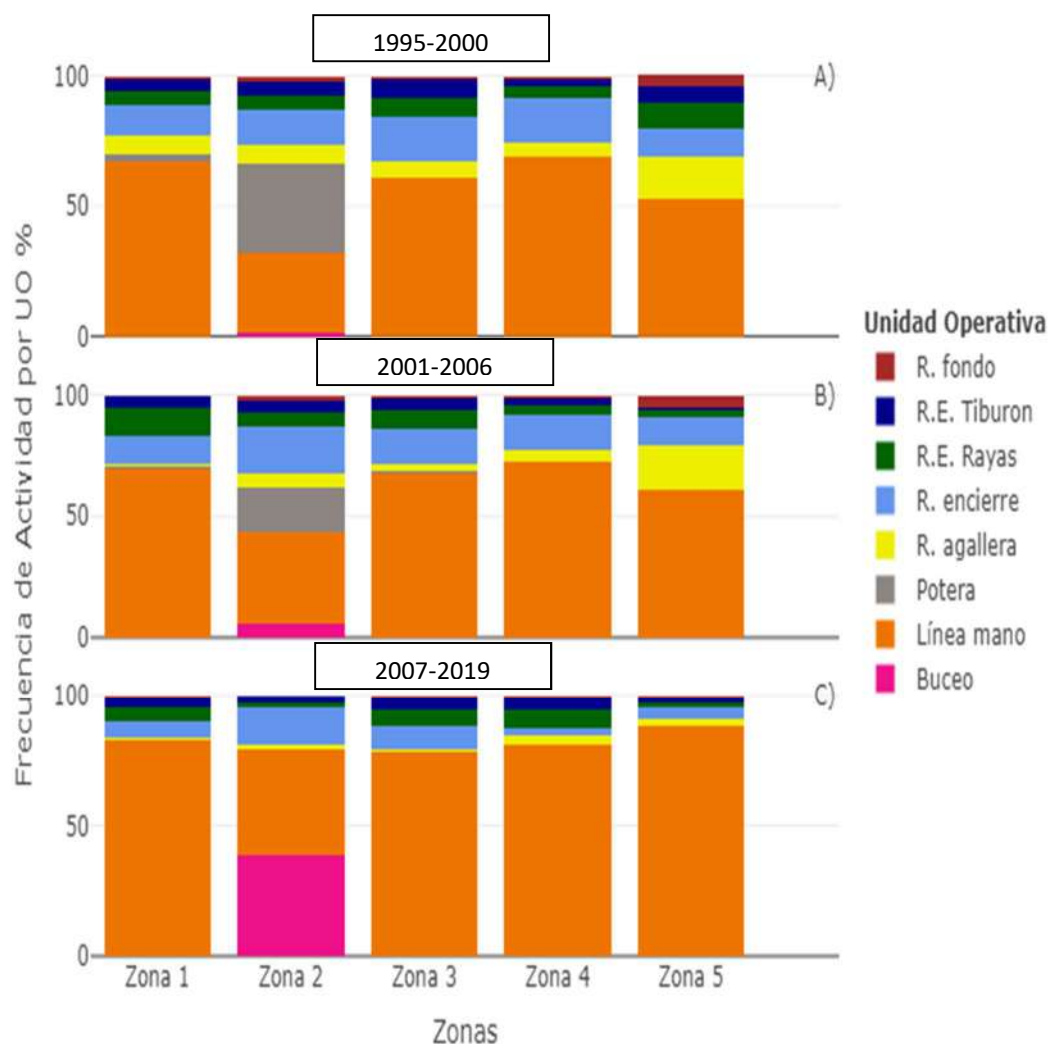 1995-2000
A)
100
50
0
2001-2006
B)
100
50
0
2007-2019
C)
100
50
0
Frecuencia de Actividad por UO %
Zona 1
Zona 2
Zona 3
Zona 4
Zona 5
Zonas
Unidad Operativa
R. fondo
R.E. Tiburon
R.E. Rayas
R. encierre
R. agallera
Potera
Línea mano
Buceo